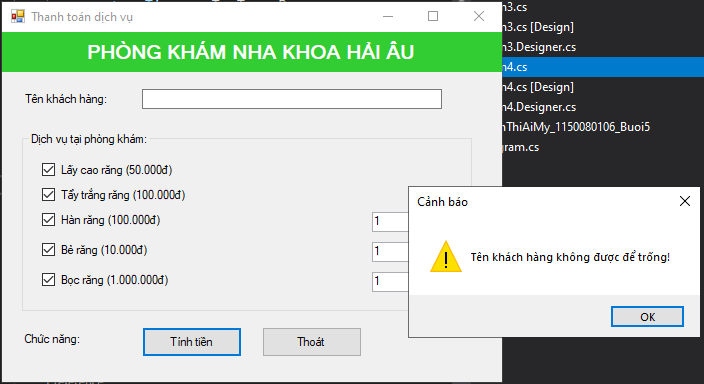 Thanh toán dịch vụ
PHÒNG KHÁM NHA KHOA HẢI ÂU
Tên khách hàng:
Dịch vụ tại phòng khám:
Lấy cao răng (50.000đ)
Tẩy trắng răng (100.000đ)
Hàn răng (100.000đ)
1
Bẻ răng (10.000đ)
1
Bọc răng (1.000.000đ)
1
Chức năng:
Tính tiền
Thoát
Cảnh báo
Tên khách hàng không được để trống!
OK
n3.cs
n3.cs [Design]
n3.Designer.cs
n4.cs
n4.cs [Design]
n4.Designer.cs
nThiAiMy_1150080106_Buoi5
gram.cs